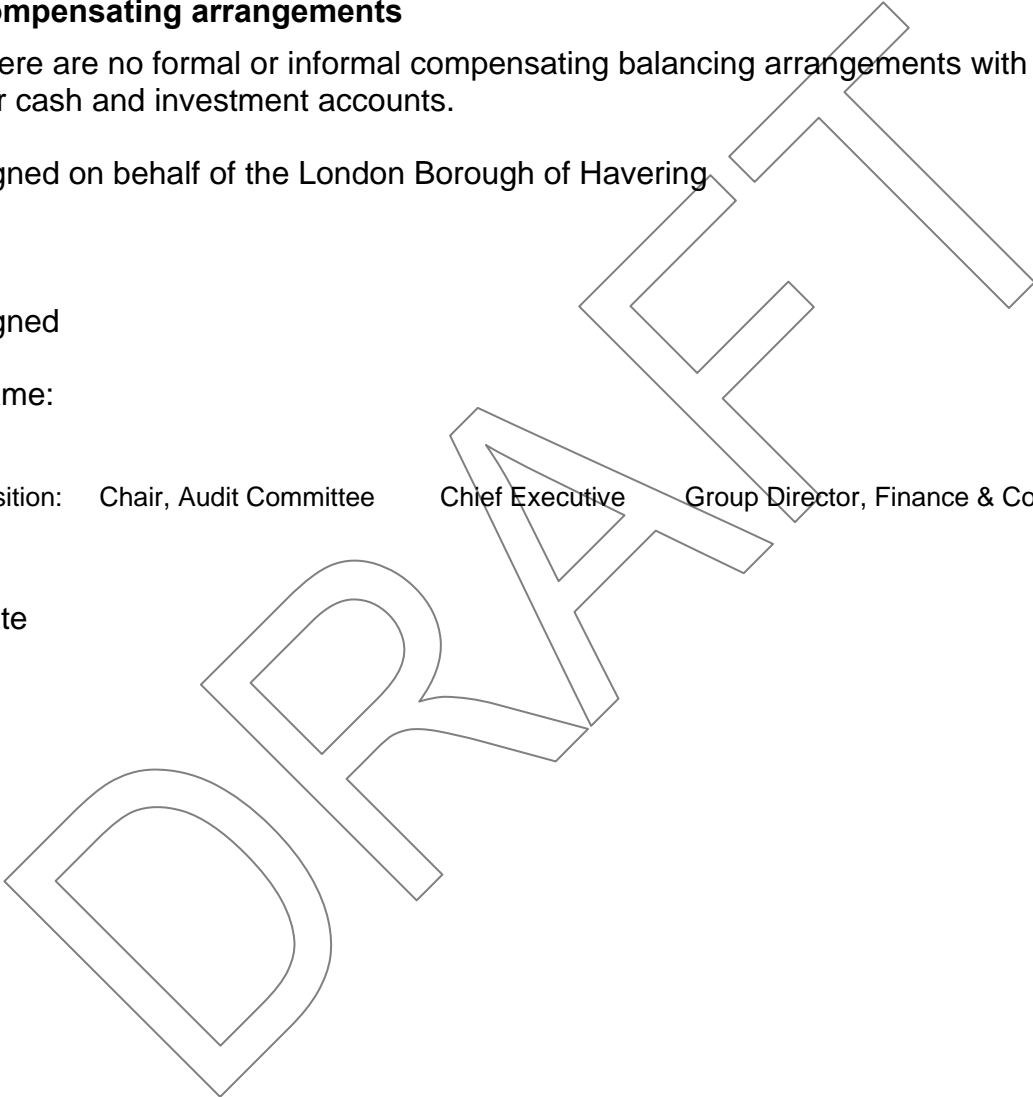 ompensating arrangements
ere are no formal or informal compensating balancing arrangements with
r cash and investment accounts.
gned on behalf of the London Borough of Havering
gned
me:
sition: Chair, Audit Committee Chief Executive Group Director, Finance & Co
te
DRAFT